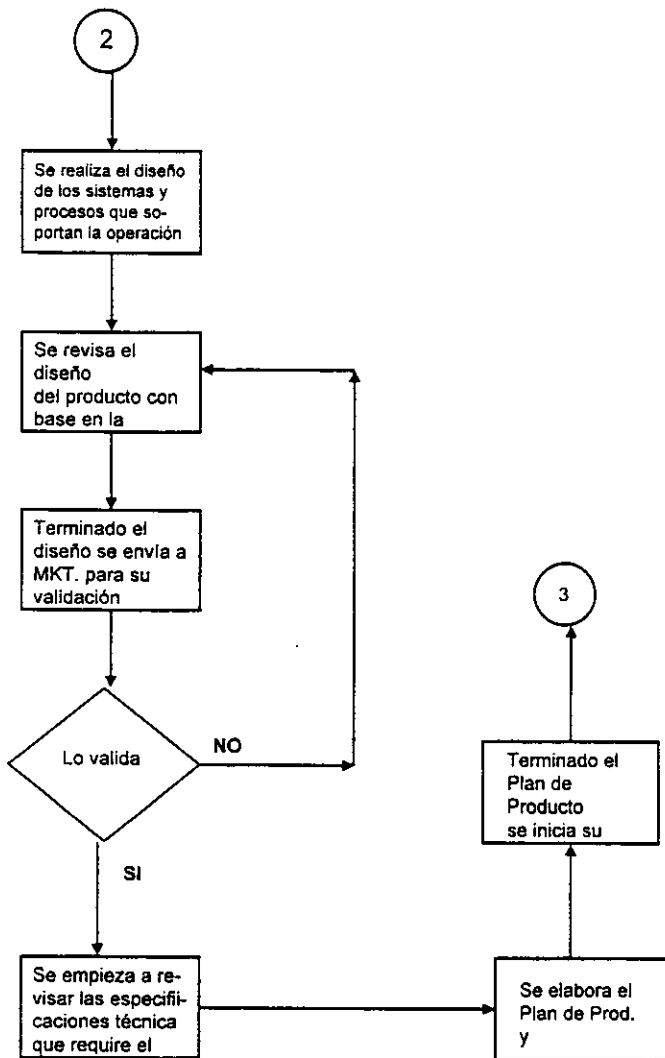 2
Se realiza el diseño
de los sistemas y
procesos que so-
portan la operación
Se revisa el
diseño
del producto con
base en la
Terminado el
diseño se envía a
MKT. para su
validación
Lo valida
NO
SI
Se empieza a re-
visar las especifii-
caciones técnica
que require el
Se elabora el
Plan de Prod.
y
Terminado el
Plan de
Producto
se inicia su
3